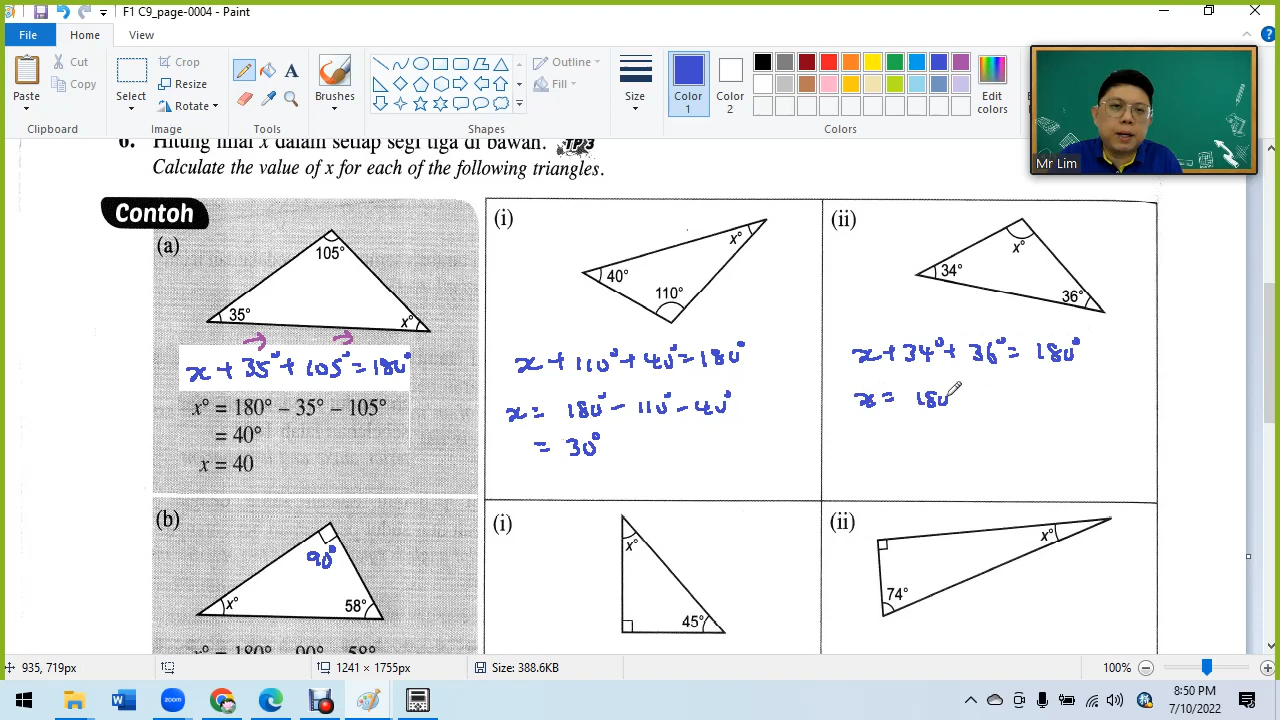 F1 C9_page-0004 - Paint
File Home View
Paste
Cut
Copy
Clipboard
Select
Crop
Resize
Rotate
Image
A
Tools
Brushes
Outline
Fill
Shapes
Size
Color 1
Color 2
Colors
Edit colors
Mr Lim
6. Hitung nilai x dalam setiap segi tiga di bawah. TP3
Calculate the value of x for each of the following triangles.
Contoh
(a)
105°
35°
x°
x + 35° + 105° = 180°
x° = 180° – 35° – 105°
= 40°
x = 40
(i)
x°
40°
110°
x + 110° + 40° = 180°
x = 180° - 110° - 40°
= 30°
(ii)
x°
34°
36°
x + 34° + 36° = 180°
x = 180
(b)
90°
x°
58°
x° = 180° – 90° – 58°
(i)
x°
45°
(ii)
x°
74°
935, 719px
1241 × 1755px
Size: 388.6KB
100%
8:50 PM
7/10/2022